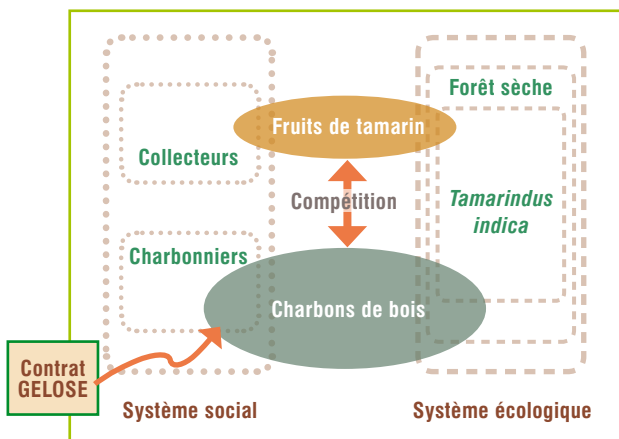 Forêt sèche
Fruits de tamarin
Collecteurs
Compétition
Tamarindus
indica
Charbonniers
Charbons de bois
Contrat
GELOSE
Système social
Système écologique